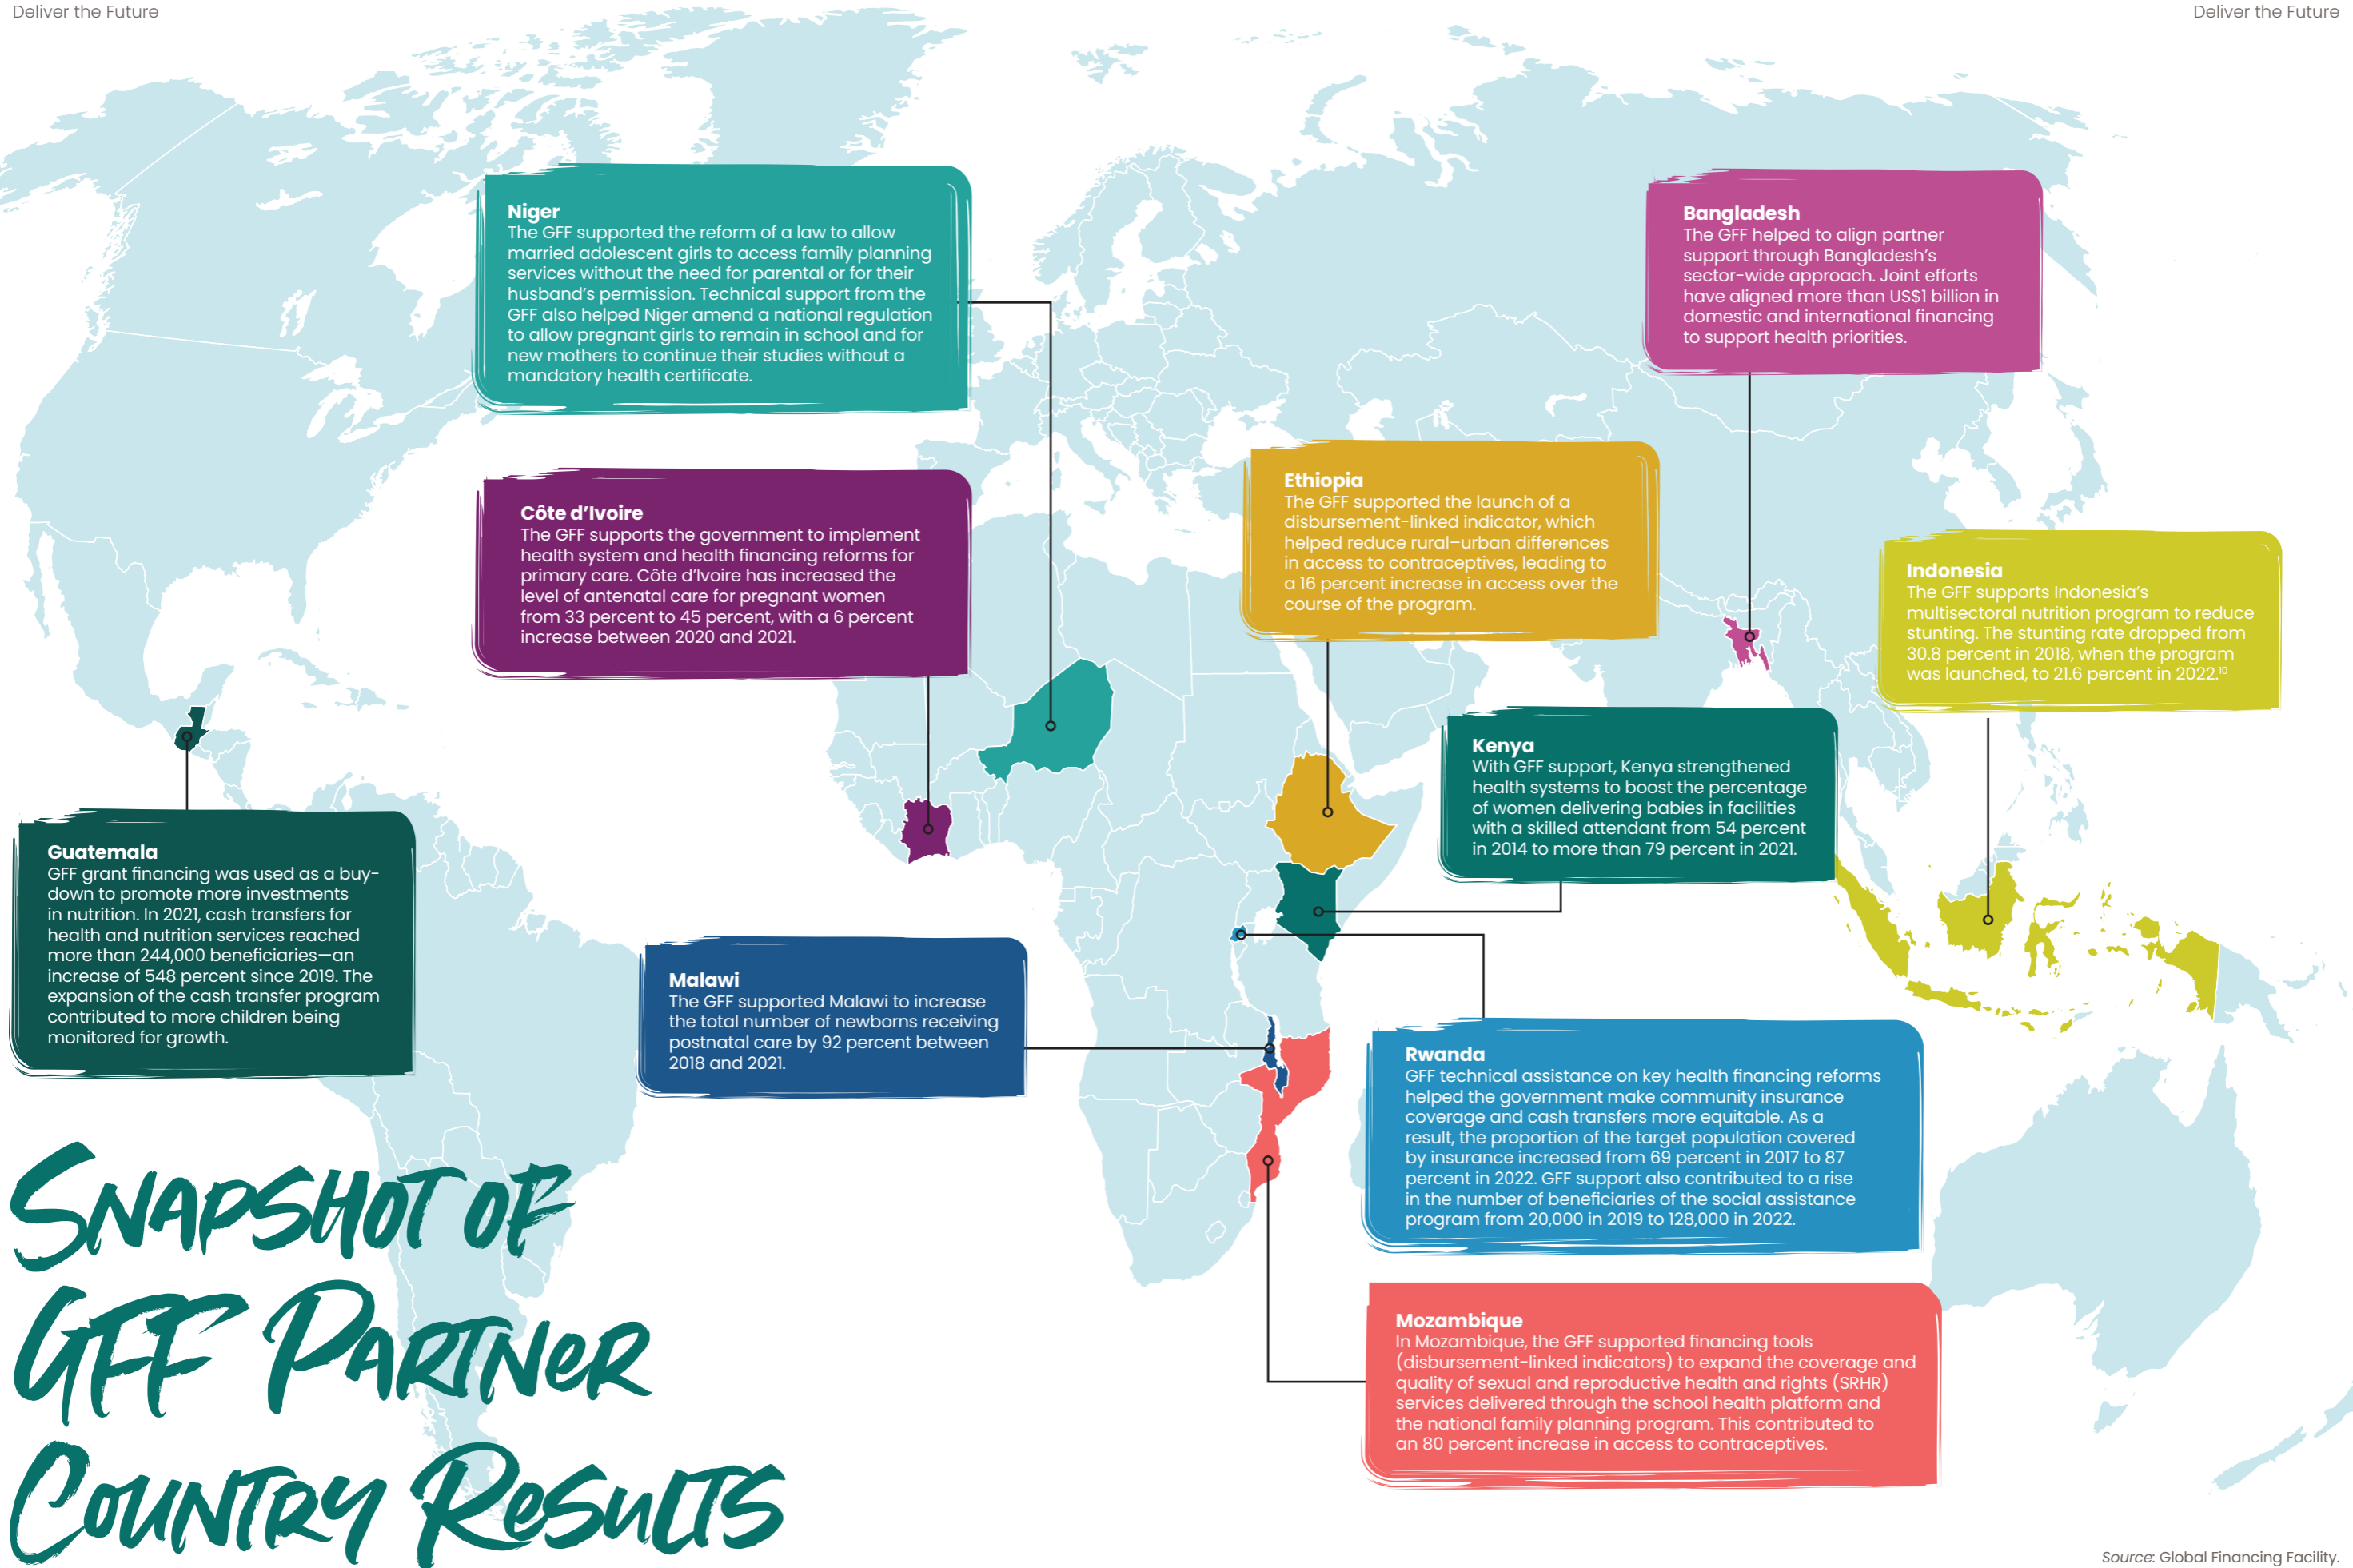 Deliver the Future
Deliver the Future
Niger
The GFF supported the reform of a law to allow
married adolescent girls to access family planning
services without the need for parental or for their
husband's permission. Technical support from the
GFF also helped Niger amend a national regulation
to allow pregnant girls to remain in school and for
new mothers to continue their studies without a
mandatory health certificate.
Bangladesh
The GFF helped to align partner
support through Bangladesh's
sector-wide approach. Joint efforts
have aligned more than US$1 billion in
domestic and international financing
to support health priorities.
Côte d'Ivoire
The GFF supports the government to implement
health system and health financing reforms for
primary care. Côte d'Ivoire has increased the
level of antenatal care for pregnant women
from 33 percent to 45 percent, with a 6 percent
increase between 2020 and 2021.
Ethiopia
The GFF supported the launch of a
disbursement-linked indicator, which
helped reduce rural–urban differences
in access to contraceptives, leading to
a 16 percent increase in access over the
course of the program.
Indonesia
The GFF supports Indonesia's
multisectoral nutrition program to reduce
stunting. The stunting rate dropped from
30.8 percent in 2018, when the program
was launched, to 21.6 percent in 2022.¹⁰
Kenya
With GFF support, Kenya strengthened
health systems to boost the percentage
of women delivering babies in facilities
with a skilled attendant from 54 percent
in 2014 to more than 79 percent in 2021.
Guatemala
GFF grant financing was used as a buy-
down to promote more investments
in nutrition. In 2021, cash transfers for
health and nutrition services reached
more than 244,000 beneficiaries—an
increase of 548 percent since 2019. The
expansion of the cash transfer program
contributed to more children being
monitored for growth.
Malawi
The GFF supported Malawi to increase
the total number of newborns receiving
postnatal care by 92 percent between
2018 and 2021.
Rwanda
GFF technical assistance on key health financing reforms
helped the government make community insurance
coverage and cash transfers more equitable. As a
result, the proportion of the target population covered
by insurance increased from 69 percent in 2017 to 87
percent in 2022. GFF support also contributed to a rise
in the number of beneficiaries of the social assistance
program from 20,000 in 2019 to 128,000 in 2022.
Mozambique
In Mozambique, the GFF supported financing tools
(disbursement-linked indicators) to expand the coverage and
quality of sexual and reproductive health and rights (SRHR)
services delivered through the school health platform and
the national family planning program. This contributed to
an 80 percent increase in access to contraceptives.
Snapshot of
GFF Partner
Country Results
Source: Global Financing Facility.